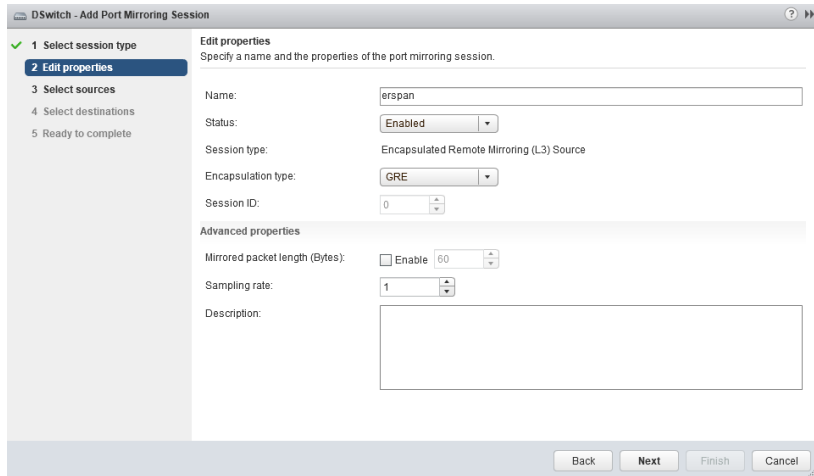 DSwitch - Add Port Mirroring Session
?
1 Select session type
2 Edit properties
3 Select sources
4 Select destinations
5 Ready to complete
Edit properties
Specify a name and the properties of the port mirroring session.
Name: erspan
Status: Enabled
Session type: Encapsulated Remote Mirroring (L3) Source
Encapsulation type: GRE
Session ID: 0
Advanced properties
Mirrored packet length (Bytes): Enable 60
Sampling rate: 1
Description:
Back Next Finish Cancel